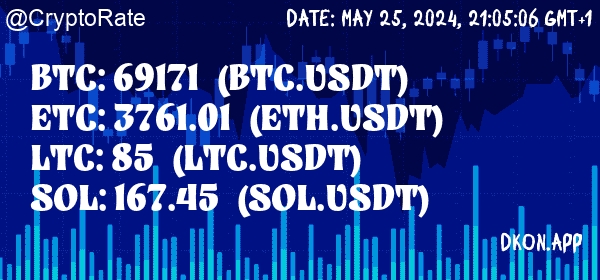 @CryptoRate
DATE: MAY 25, 2024, 21:05:06 GMT+1
BTC: 69171 (BTC.USDT)
ETC: 3761.01 (ETH.USDT)
LTC: 85 (LTC.USDT)
SOL: 167.45 (SOL.USDT)
DKON.APP